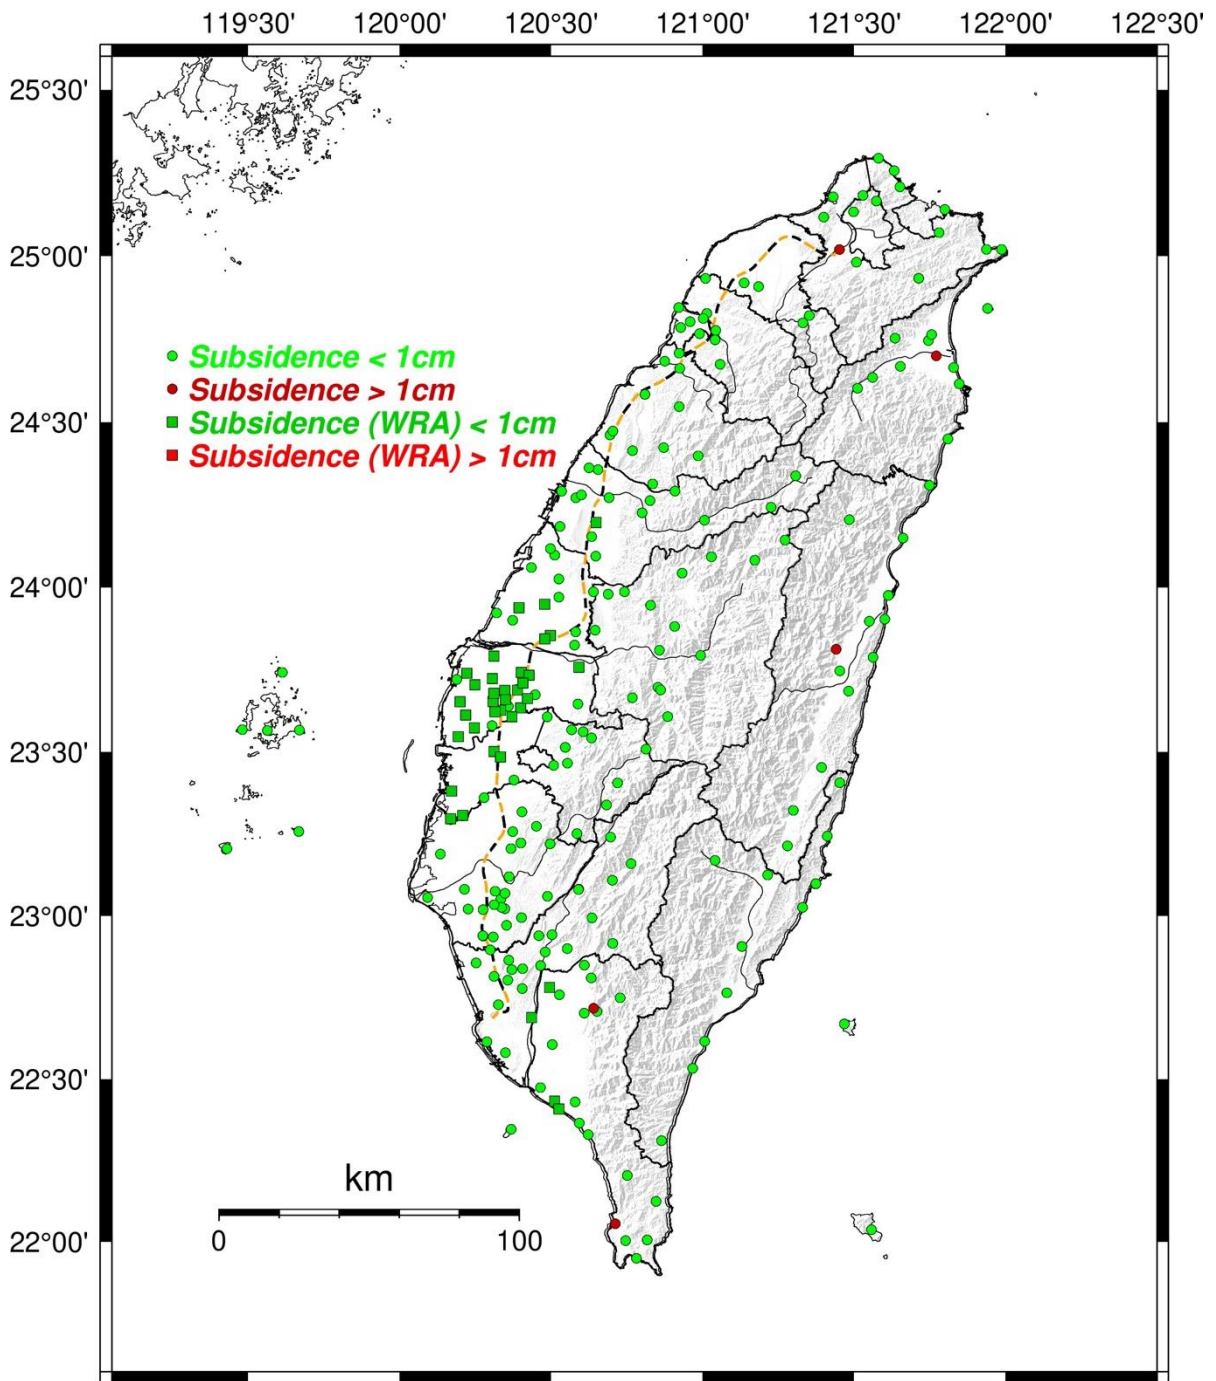 119°30' 120°00' 120°30' 121°00' 121°30' 122°00' 122°30'
25°30'
25°00'
Subsidence < 1cm
Subsidence > 1cm
Subsidence (WRA) < 1cm
Subsidence (WRA) > 1cm
24°30'
24°00'
23°30'
23°00'
22°30'
km
0 100
22°00'